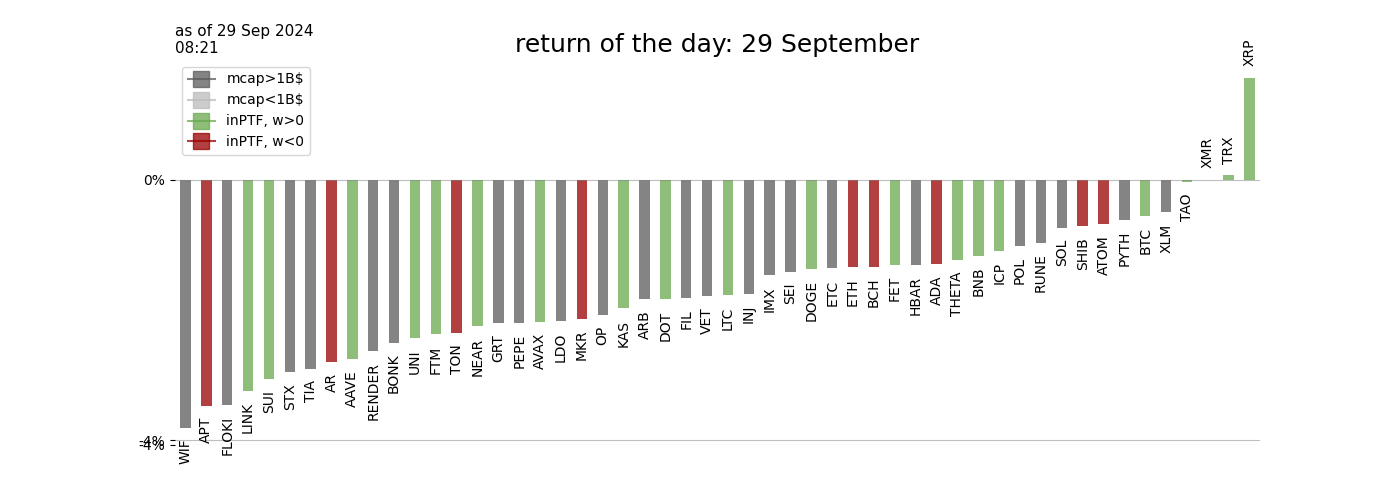 as of 29 Sep 2024
08:21
return of the day: 29 September
mcap>1B$
mcap<1B$
inPTF, w>0
inPTF, w<0
0%
-4%
-4%
WIF
APT
FLOKI
LINK
SUI
STX
TIA
AR
AAVE
RENDER
BONK
UNI
FTM
TON
NEAR
GRT
PEPE
AVAX
LDO
MKR
OP
KAS
ARB
DOT
FIL
VET
LTC
INJ
IMX
SEI
DOGE
ETC
ETH
BCH
FET
HBAR
ADA
THETA
BNB
ICP
POL
RUNE
SOL
SHIB
ATOM
PYTH
BTC
XLM
TAO
XMR
TRX
XRP